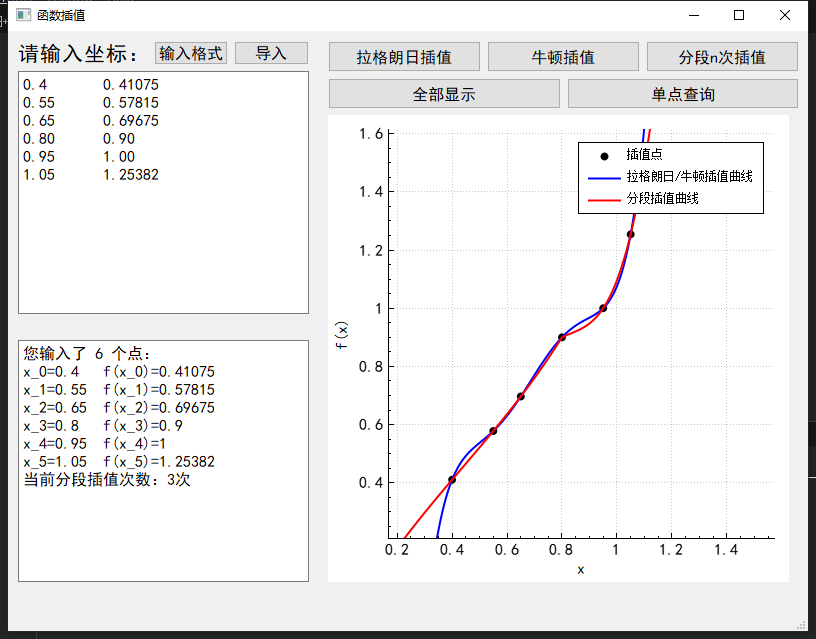 函数插值
请输入坐标: 输入格式 导入
拉格朗日插值 牛顿插值 分段n次插值
全部显示 单点查询
0.4 0.41075
0.55 0.57815
0.65 0.69675
0.80 0.90
0.95 1.00
1.05 1.25382
您输入了 6 个点:
x_0=0.4 f(x_0)=0.41075
x_1=0.55 f(x_1)=0.57815
x_2=0.65 f(x_2)=0.69675
x_3=0.8 f(x_3)=0.9
x_4=0.95 f(x_4)=1
x_5=1.05 f(x_5)=1.25382
当前分段插值次数: 3次
插值点
拉格朗日/牛顿插值曲线
分段插值曲线
1.6
1.4
1.2
1
0.8
0.6
0.4
f(x)
0.2 0.4 0.6 0.8 1 1.2 1.4
x